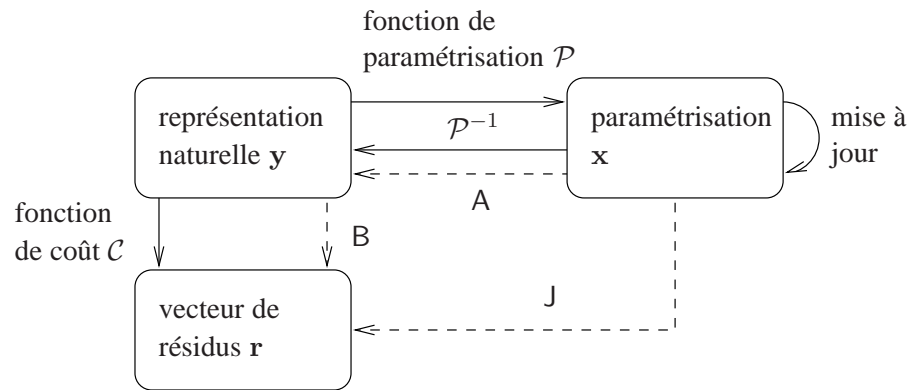 fonction de
paramétrisation 𝒫
représentation
naturelle y
𝒫⁻¹
paramétrisation
x
mise à
jour
A
fonction
de coût 𝒞
B
vecteur de
résidus r
J